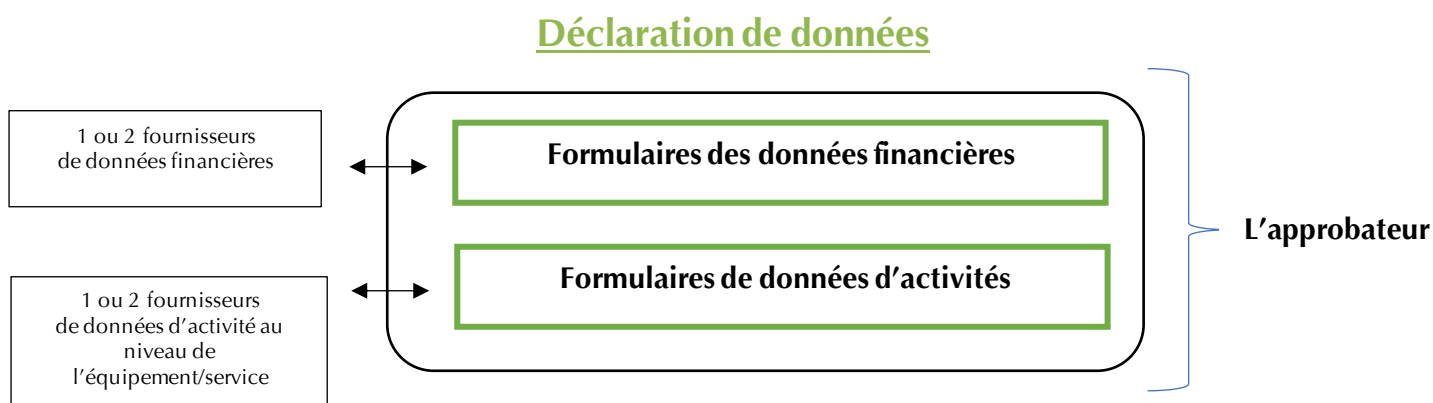 Déclaration de données
1 ou 2 fournisseurs
de données financières
Formulaires des données financières
L'approbateur
Formulaires de données d'activités
1 ou 2 fournisseurs
de données d'activité au
niveau de
l'équipement/service